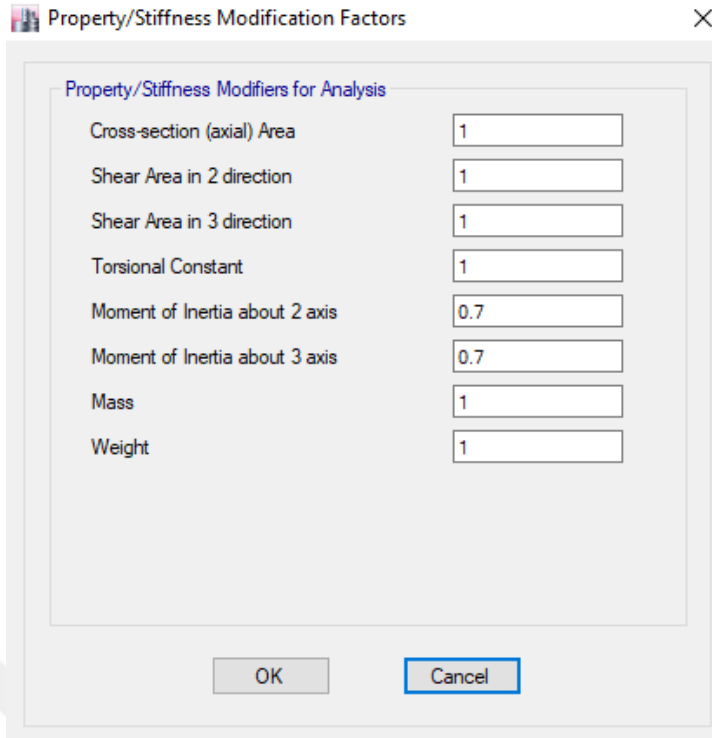 Property/Stiffness Modification Factors
Property/Stiffness Modifiers for Analysis
Cross-section (axial) Area 1
Shear Area in 2 direction 1
Shear Area in 3 direction 1
Torsional Constant 1
Moment of Inertia about 2 axis 0.7
Moment of Inertia about 3 axis 0.7
Mass 1
Weight 1
OK Cancel